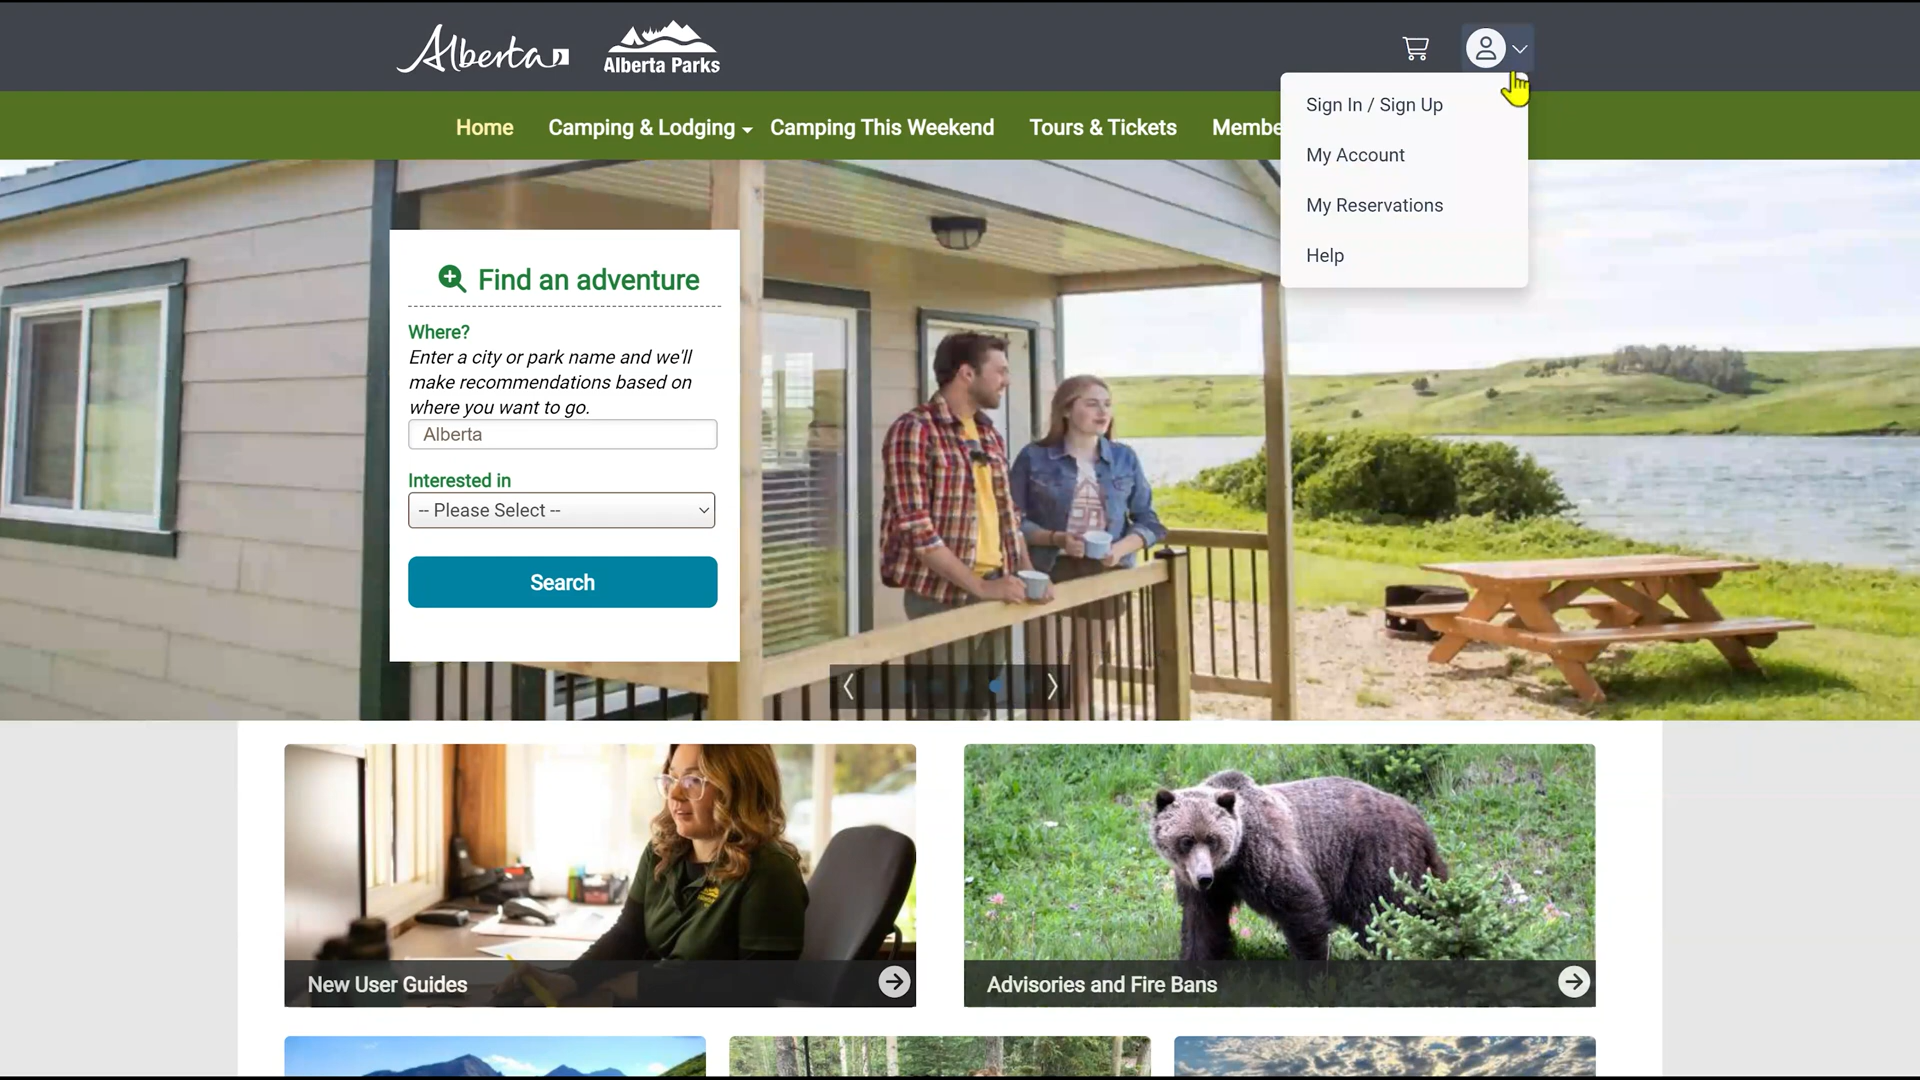 Alberta
Alberta Parks
Sign In / Sign Up
My Account
My Reservations
Help
Home
Camping & Lodging
Camping This Weekend
Tours & Tickets
Membe
Find an adventure
Where?
Enter a city or park name and we'll
make recommendations based on
where you want to go.
Alberta
Interested in
-- Please Select --
Search
New User Guides
Advisories and Fire Bans